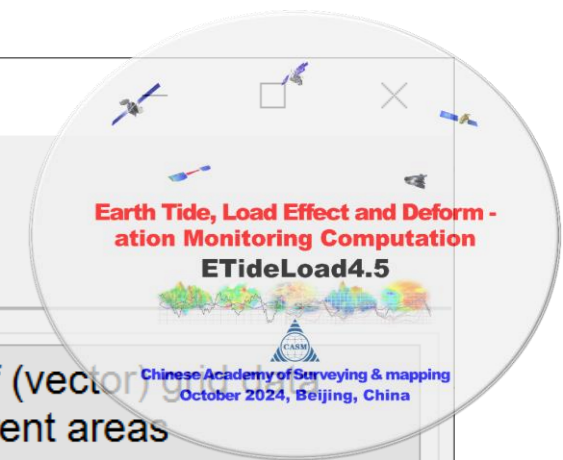 Earth Tide, Load Effect and Deform -
ation Monitoring Computation
ETideLoad4.5
CASM
Chinese Academy of Surveying & mapping
October 2024, Beijing, China
(vector) grid data
ent areas